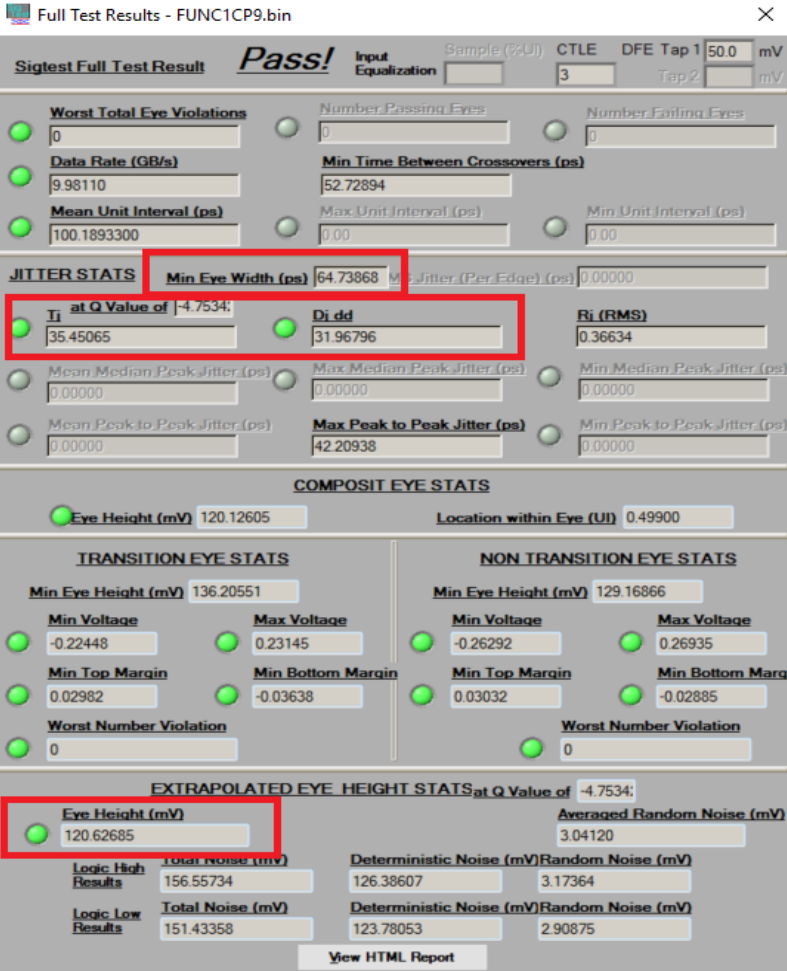 Full Test Results - FUNC1CP9.bin
Sigtest Full Test Result Pass! Input Equalization Sample (%UI) CTLE 3 DFE Tap 1 50.0 mV
Tap 2 mV
Worst Total Eye Violations Number Passing Eyes Number Failing Eyes
0 0 0
Data Rate (GB/s) Min Time Between Crossovers (ps)
9.98110 52.72894
Mean Unit Interval (ps) Max Unit Interval (ps) Min Unit Interval (ps)
100.1893300 0.00 0.00
JITTER STATS Min Eye Width (ps) 64.73868 Jitter (Per Edge) (ps) 0.00000
Tj at Q Value of -4.7534 Dj dd Rj (RMS)
35.45065 31.96796 0.36634
Mean Median Peak Jitter (ps) Max Median Peak Jitter (ps) Min Median Peak Jitter (ps)
0.00000 0.00000 0.00000
Mean Peak to Peak Jitter (ps) Max Peak to Peak Jitter (ps) Min Peak to Peak Jitter (ps)
0.00000 42.20938 0.00000
COMPOSIT EYE STATS
Eye Height (mV) 120.12605 Location within Eye (UI) 0.49900
TRANSITION EYE STATS NON TRANSITION EYE STATS
Min Eye Height (mV) 136.20551 Min Eye Height (mV) 129.16866
Min Voltage Max Voltage Min Voltage Max Voltage
-0.22448 0.23145 -0.26292 0.26935
Min Top Margin Min Bottom Margin Min Top Margin Min Bottom Marg
0.02982 -0.03638 0.03032 -0.02885
Worst Number Violation Worst Number Violation
0 0
EXTRAPOLATED EYE HEIGHT STATS at Q Value of -4.7534
Eye Height (mV) Averaged Random Noise (mV)
120.62685 3.04120
Logic High Results Total Noise (mV) Deterministic Noise (mV) Random Noise (mV)
156.55734 126.38607 3.17364
Logic Low Results Total Noise (mV) Deterministic Noise (mV) Random Noise (mV)
151.43358 123.78053 2.90875
View HTML Report